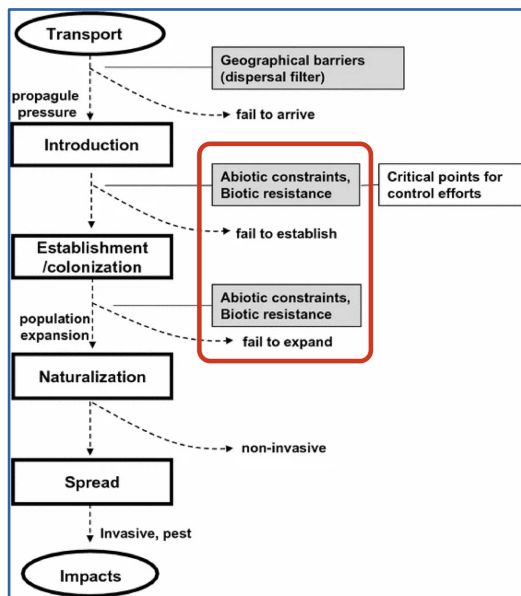 Transport
Geographical barriers
(dispersal filter)
propagule
pressure
fail to arrive
Introduction
Abiotic constraints,
Biotic resistance
Critical points for
control efforts
fail to establish
Establishment
/colonization
Abiotic constraints,
Biotic resistance
population
expansion
fail to expand
Naturalization
non-invasive
Spread
Invasive, pest
Impacts